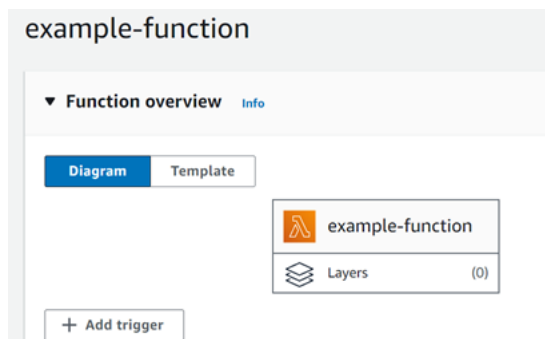 example-function
Function overview Info
Diagram Template
example-function
Layers (0)
+ Add trigger